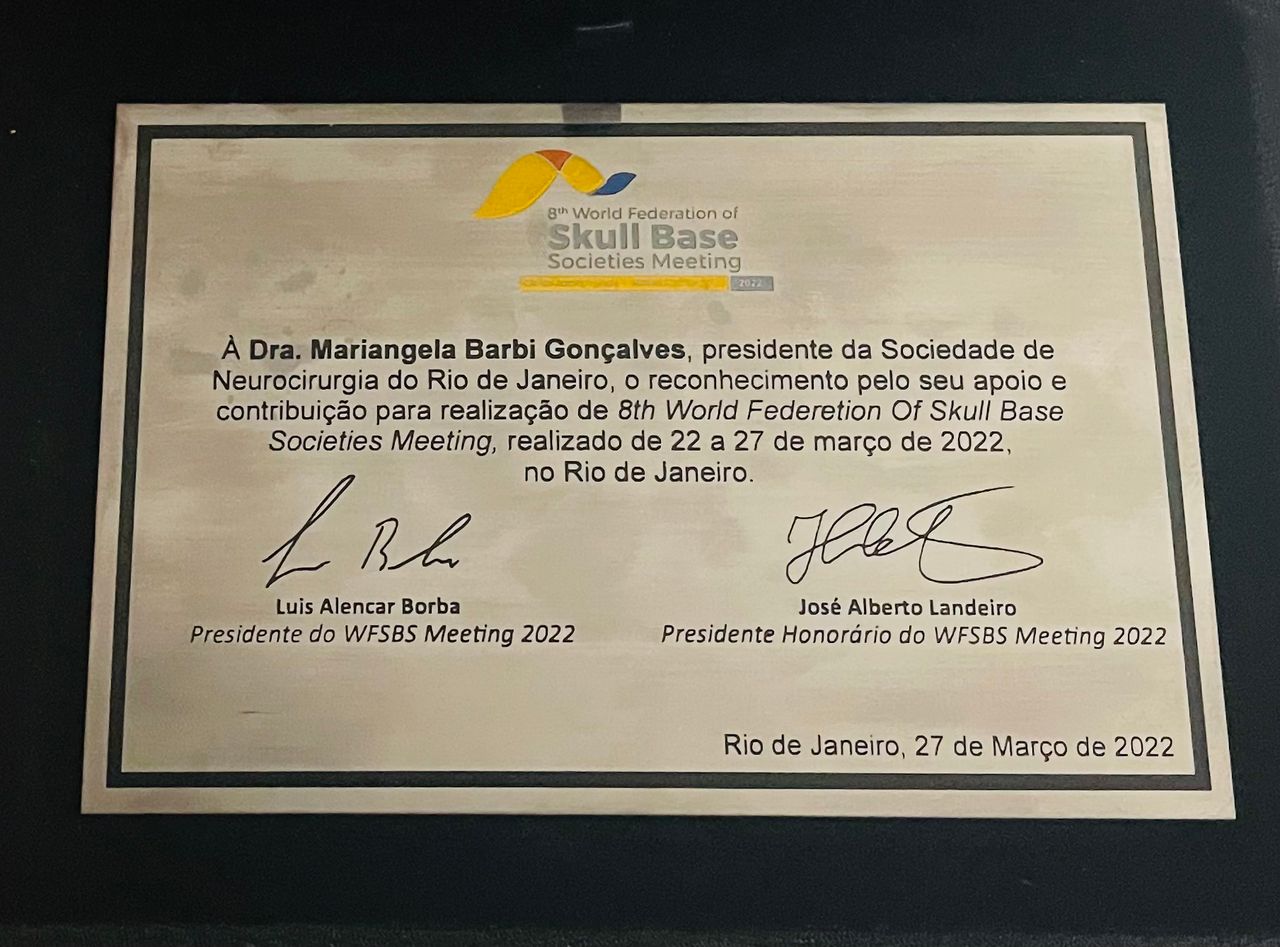 8th World Federation of
Skull Base
Societies Meeting
2022
À Dra. Mariangela Barbi Gonçalves, presidente da Sociedade de
Neurocirurgia do Rio de Janeiro, o reconhecimento pelo seu apoio e
contribuição para realização de 8th World Federetion Of Skull Base
Societies Meeting, realizado de 22 a 27 de março de 2022,
no Rio de Janeiro.
Luis Alencar Borba
Presidente do WFSBS Meeting 2022
José Alberto Landeiro
Presidente Honorário do WFSBS Meeting 2022
Rio de Janeiro, 27 de Março de 2022